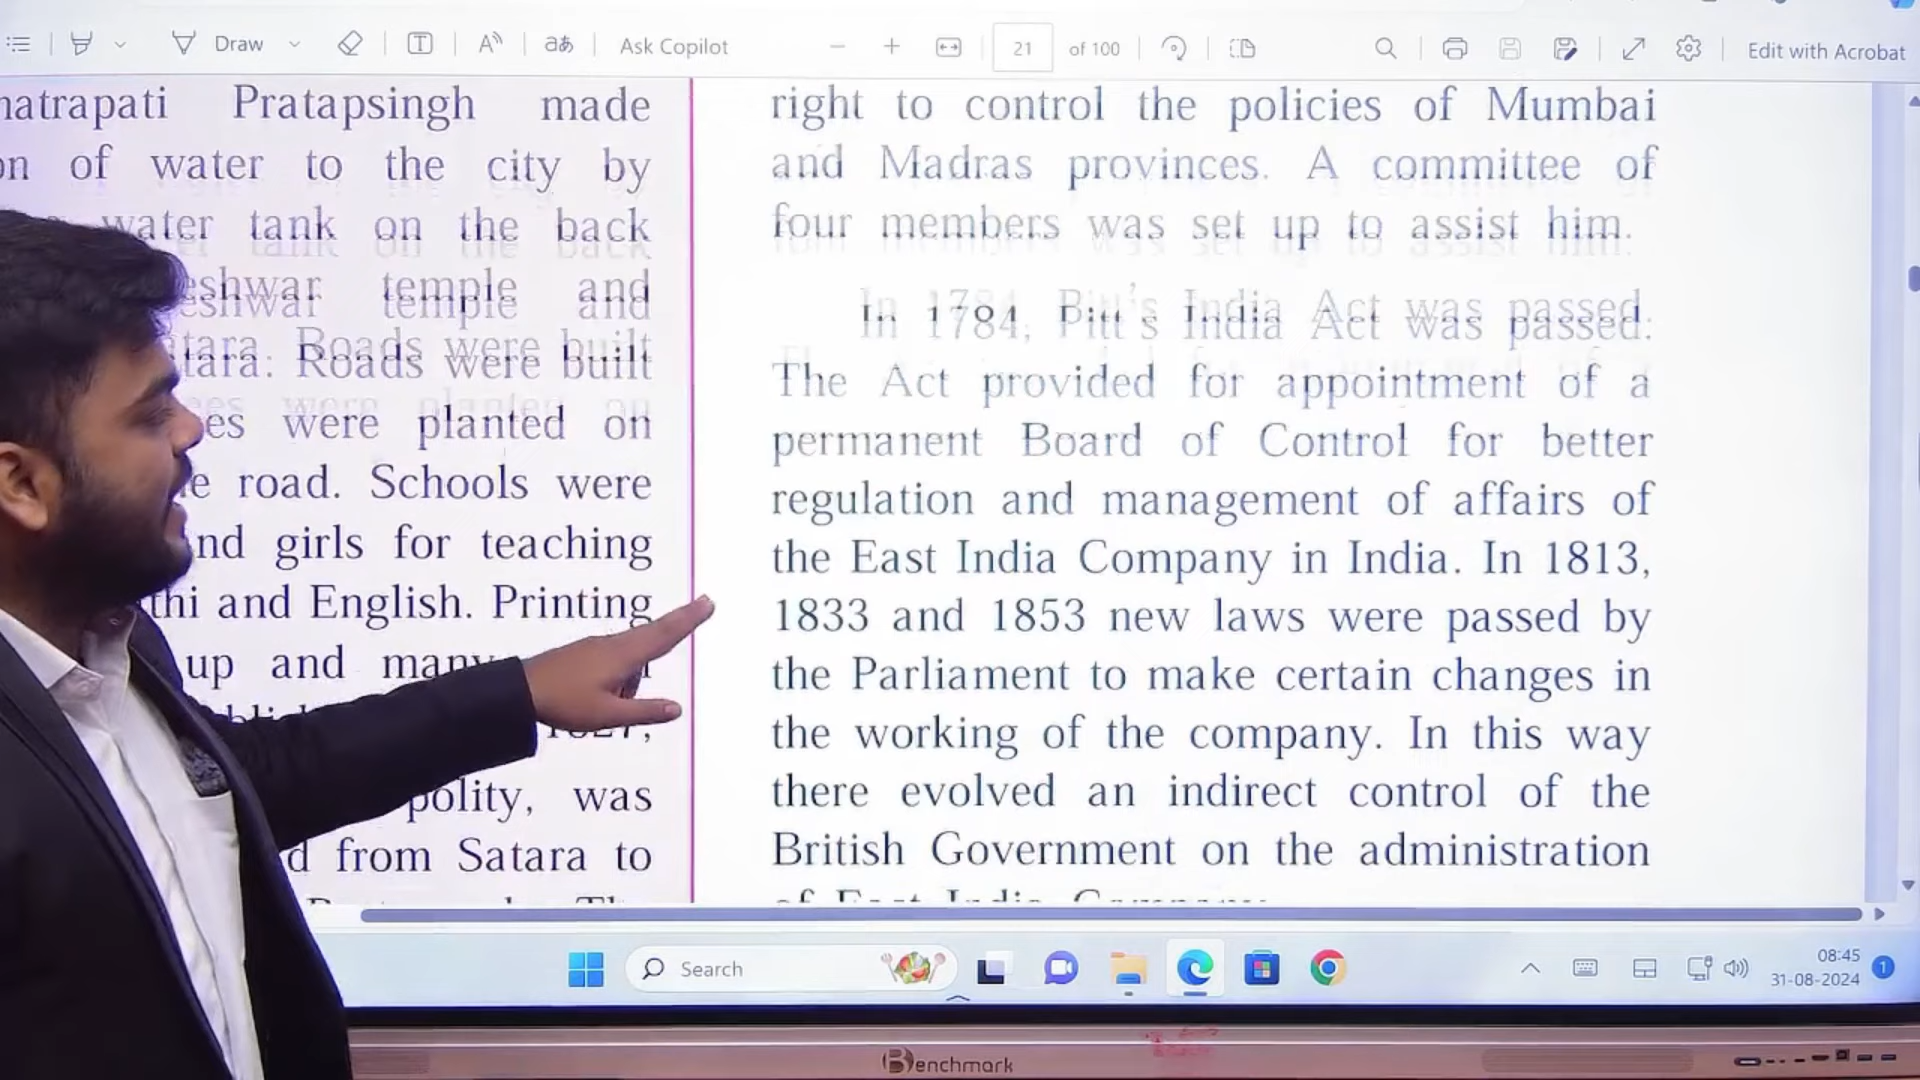 Draw
Ask Copilot
21
of 100
Edit with Acrobat
Pratapsingh made
of water to the city by
water tank on the back
temple and
Roads were built
were planted on
road. Schools were
girls for teaching
and English. Printing
up and many
1827,
polity, was
from Satara to
right to control the policies of Mumbai
and Madras provinces. A committee of
four members was set up to assist him.
In 1784, Pitt's India Act was passed.
The Act provided for appointment of a
permanent Board of Control for better
regulation and management of affairs of
the East India Company in India. In 1813,
1833 and 1853 new laws were passed by
the Parliament to make certain changes in
the working of the company. In this way
there evolved an indirect control of the
British Government on the administration
of East India Company.
Search
08:45
31-08-2024
1
Benchmark